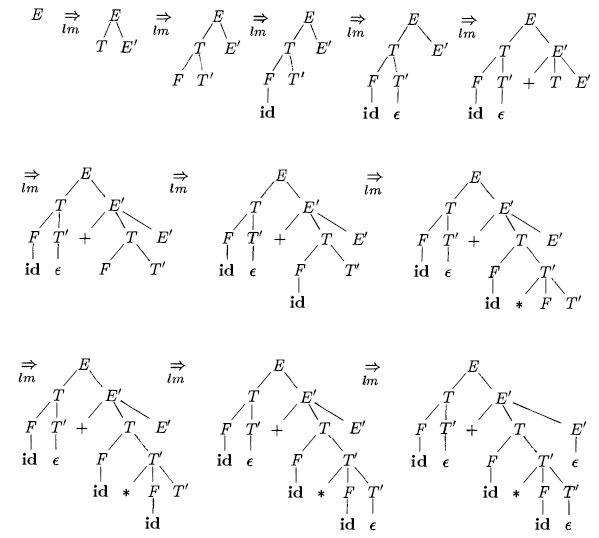 E ⇒ E ⇒ E ⇒ E ⇒ E ⇒ E
lm lm lm lm lm
T E′ T E′ T E′ T E′ T E′
F T′ F T′ F T′ F T′ + T E′
id id ϵ id ϵ
⇒ E ⇒ E ⇒ E
lm lm lm
T E′ T E′ T E′
F T′ + T E′ F T′ + T E′ F T′ + T E′
id ϵ F T′ id ϵ F T′ id ϵ F T′
id id * F T′
⇒ E ⇒ E ⇒ E
lm lm lm
T E′ T E′ T E′
F T′ + T E′ F T′ + T E′ F T′ + T E′
id ϵ F T′ id ϵ F T′ id ϵ F T′ ϵ
id * F T′ id * F T′ id * F T′
id id ϵ id ϵ